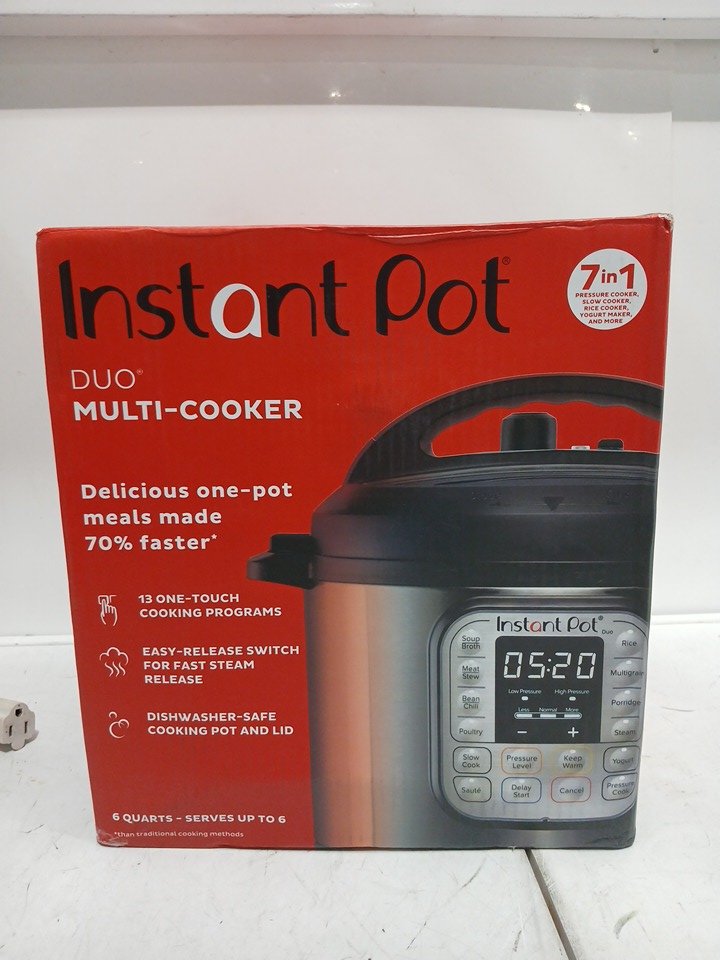 Instant Pot®
7in1
PRESSURE COOKER,
SLOW COOKER,
RICE COOKER,
YOGURT MAKER,
AND MORE
DUO®
MULTI-COOKER
Delicious one-pot
meals made
70% faster*
13 ONE-TOUCH
COOKING PROGRAMS
EASY-RELEASE SWITCH
FOR FAST STEAM
RELEASE
DISHWASHER-SAFE
COOKING POT AND LID
6 QUARTS - SERVES UP TO 6
*than traditional cooking methods
Instant Pot® Duo
Soup
Broth
Meat
Stew
Bean
Chili
Poultry
Slow
Cook
Sauté
05:20
Low Pressure High Pressure
Less Normal More
− +
Pressure
Level
Keep
Warm
Delay
Start
Cancel
Rice
Multigrain
Porridge
Steam
Yogurt
Pressure
Cook